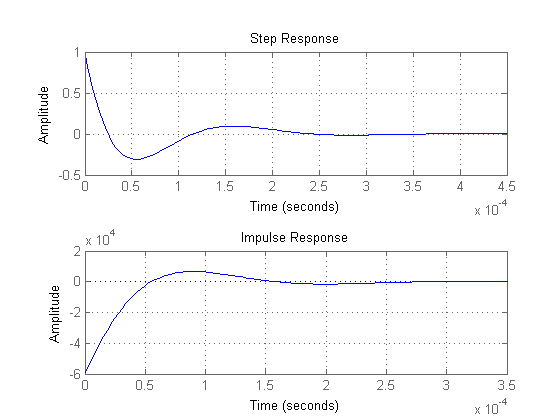 Step Response
1
0.5
0
-0.5
Amplitude
0 0.5 1 1.5 2 2.5 3 3.5 4 4.5
x 10^-4
Time (seconds)
Impulse Response
x 10^4
2
0
-2
-4
-6
Amplitude
0 0.5 1 1.5 2 2.5 3 3.5
x 10^-4
Time (seconds)